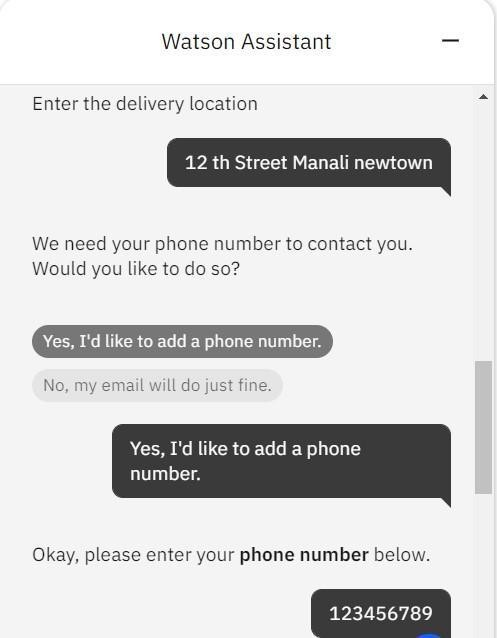 Watson Assistant
Enter the delivery location
12 th Street Manali newtown
We need your phone number to contact you.
Would you like to do so?
Yes, I'd like to add a phone number.
No, my email will do just fine.
Yes, I'd like to add a phone
number.
Okay, please enter your phone number below.
123456789